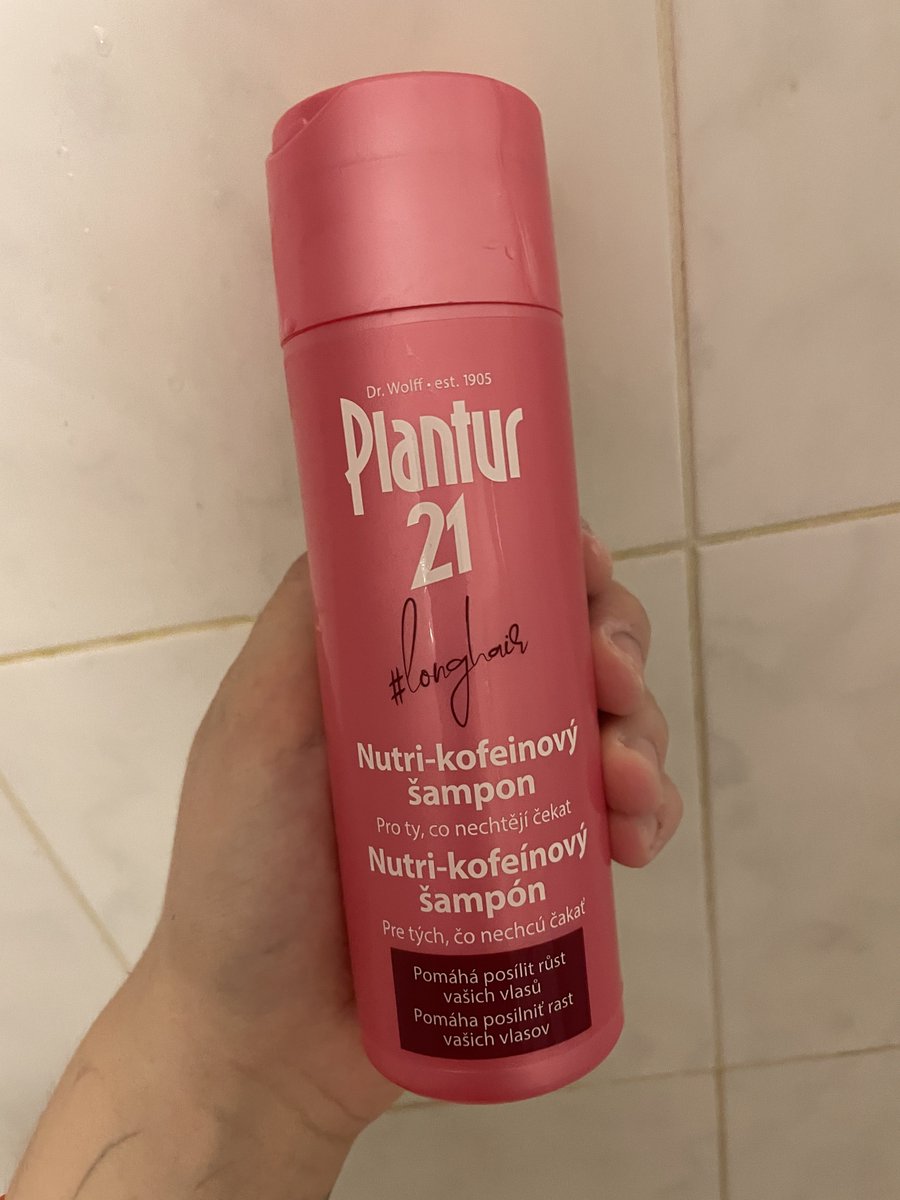 Dr. Wolff • est. 1905
Plantur
21
#longhair
Nutri-kofeinový
šampon
Pro ty, co nechtějí čekat
Nutri-kofeínový
šampón
Pre tých, čo nechcú čakať
Pomáhá posílit růst
vašich vlasů
Pomáha posilniť rast
vašich vlasov